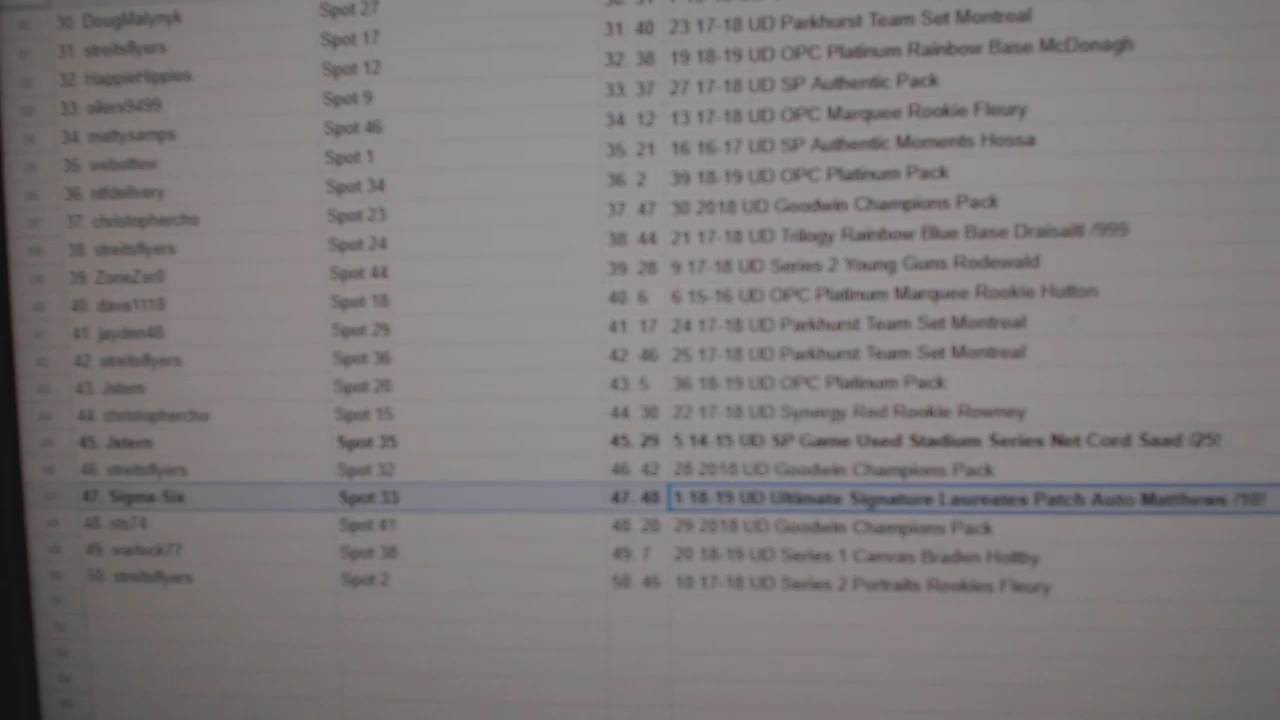 30. DougMalynyk Spot 27
31. streitsflyers Spot 17 31 40 23 17-18 UD Parkhurst Team Set Montreal
32. HappieHippies Spot 12 32 38 19 18-19 UD OPC Platinum Rainbow Base McDonagh
33. oilers9499 Spot 9 33 37 27 17-18 UD SP Authentic Pack
34. mattysamps Spot 46 34 12 13 17-18 UD OPC Marquee Rookie Fleury
35. Spot 1 35 21 16 16-17 UD SP Authentic Moments Hossa
36. Spot 34 36 2 39 18-19 UD OPC Platinum Pack
37. christophercho Spot 23 37 47 30 2018 UD Goodwin Champions Pack
38. streitsflyers Spot 24 38 44 21 17-18 UD Trilogy Rainbow Blue Base Draisaitl /999
39. ZoneZer0 Spot 44 39 28 9 17-18 UD Series 2 Young Guns Rodewald
40. dave1118 Spot 18 40 6 6 15-16 UD OPC Platinum Marquee Rookie Hutton
41. jayden48 Spot 29 41 17 24 17-18 UD Parkhurst Team Set Montreal
42. streitsflyers Spot 36 42 46 25 17-18 UD Parkhurst Team Set Montreal
43. Jstern Spot 20 43 5 36 18-19 UD OPC Platinum Pack
44. christophercho Spot 15 44 30 22 17-18 UD Synergy Red Rookie Rowney
45. Jstern Spot 35 45. 29 5 14-15 UD SP Game Used Stadium Series Net Cord Saad /25!
46. streitsflyers Spot 32 46 42 28 2018 UD Goodwin Champions Pack
47. Sigma Six Spot 33 47. 48 1 18-19 UD Ultimate Signature Laureates Patch Auto Matthews /10!
48. sts74 Spot 41 48 20 29 2018 UD Goodwin Champions Pack
49. warlock77 Spot 38 49. 7 20 18-19 UD Series 1 Canvas Braden Holtby
50. streitsflyers Spot 2 50 45 10 17-18 UD Series 2 Portraits Rookies Fleury